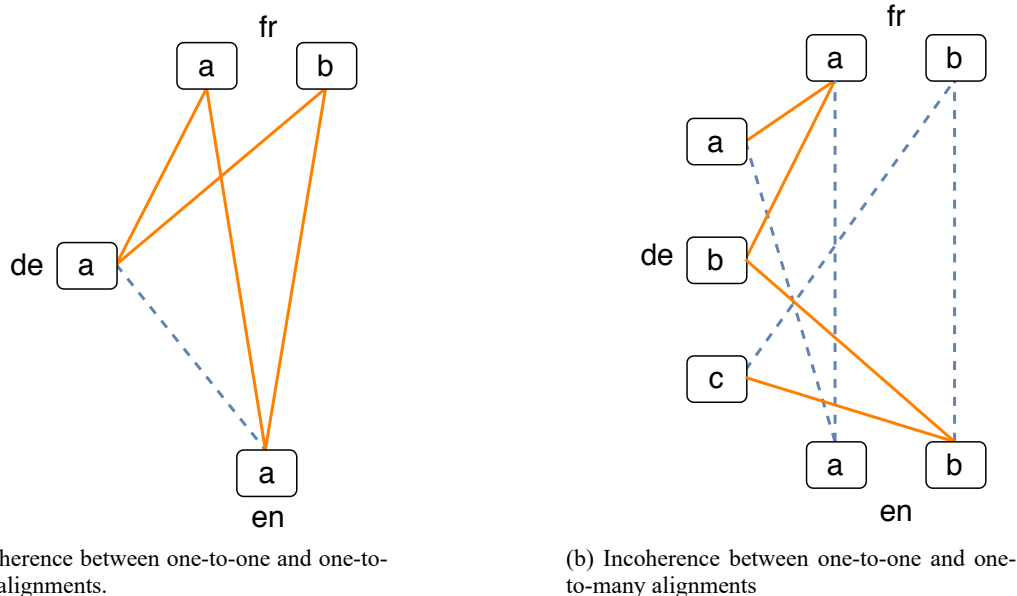 fr
a b
de a
a
en
fr
a b
a
de b
c
a b
en
herence between one-to-one and one-to-
alignments.
(b) Incoherence between one-to-one and one-
to-many alignments